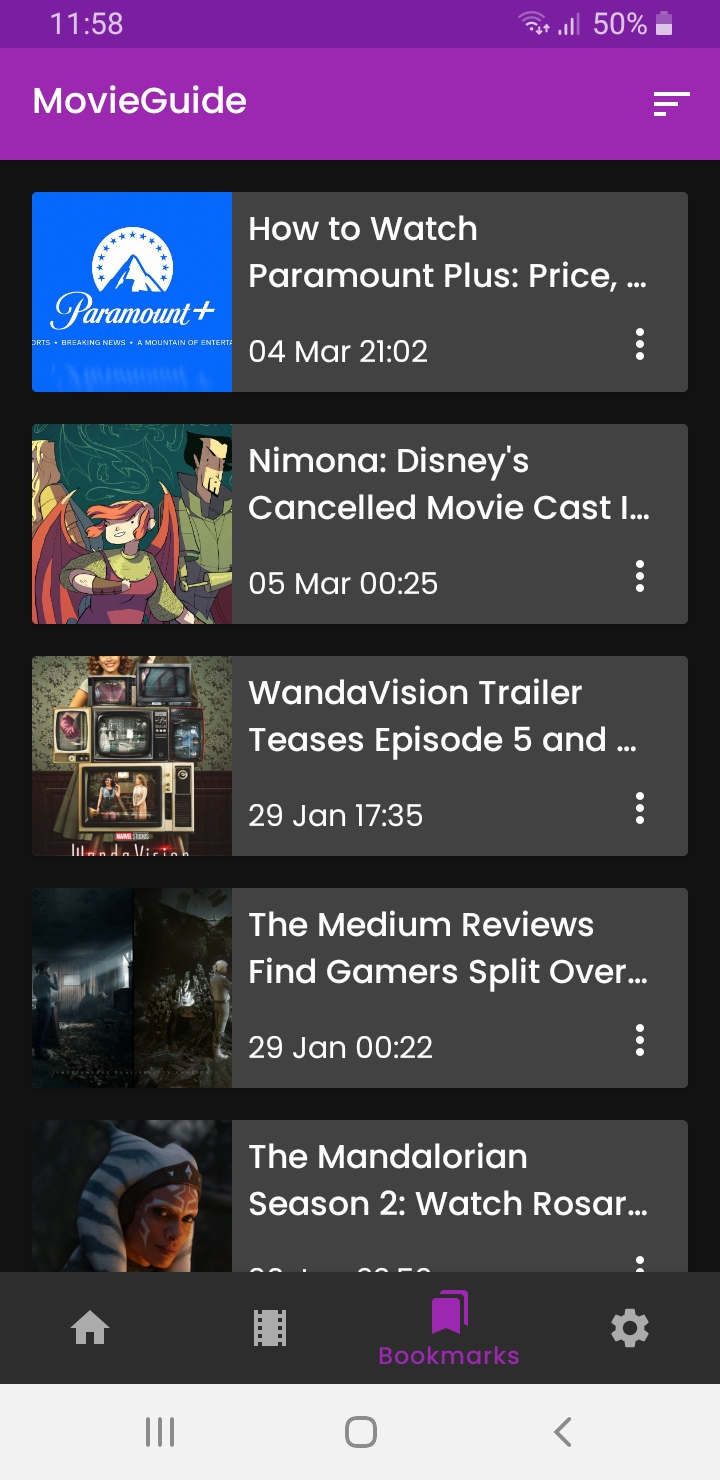 11:58
50%
MovieGuide
Paramount+
ORTS • BREAKING NEWS • A MOUNTAIN OF ENTERTA
How to Watch
Paramount Plus: Price, ...
04 Mar 21:02
Nimona: Disney's
Cancelled Movie Cast I...
05 Mar 00:25
MARVEL STUDIOS
WandaVision
WandaVision Trailer
Teases Episode 5 and ...
29 Jan 17:35
The Medium Reviews
Find Gamers Split Over...
29 Jan 00:22
The Mandalorian
Season 2: Watch Rosar...
Bookmarks